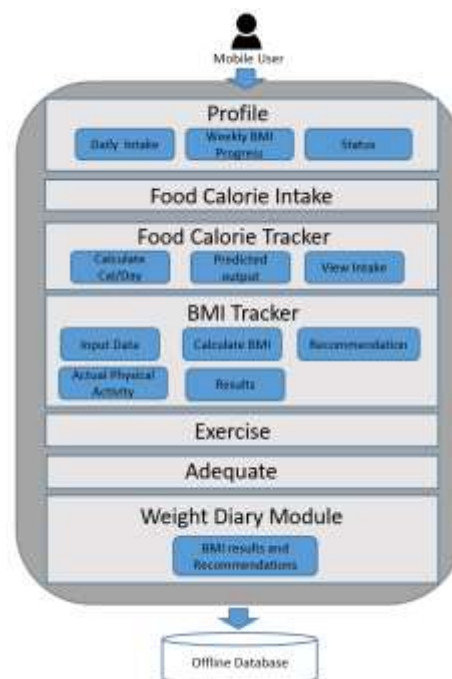 Mobile User
Profile
Daily Intake
Weekly BMI
Progress
Status
Food Calorie Intake
Food Calorie Tracker
Calculate
Cal/Day
Predicted
output
View Intake
BMI Tracker
Input Data
Calculate BMI
Recommendation
Actual Physical
Activity
Results
Exercise
Adequate
Weight Diary Module
BMI results and
Recommendations
Offline Database